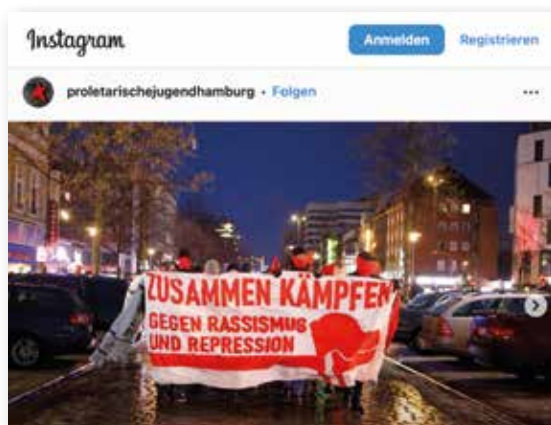 Instagram
Anmelden
Registrieren
proletarischejugendhamburg • Folgen
ZUSAMMEN KÄMPFEN
GEGEN RASSISMUS
UND REPRESSION